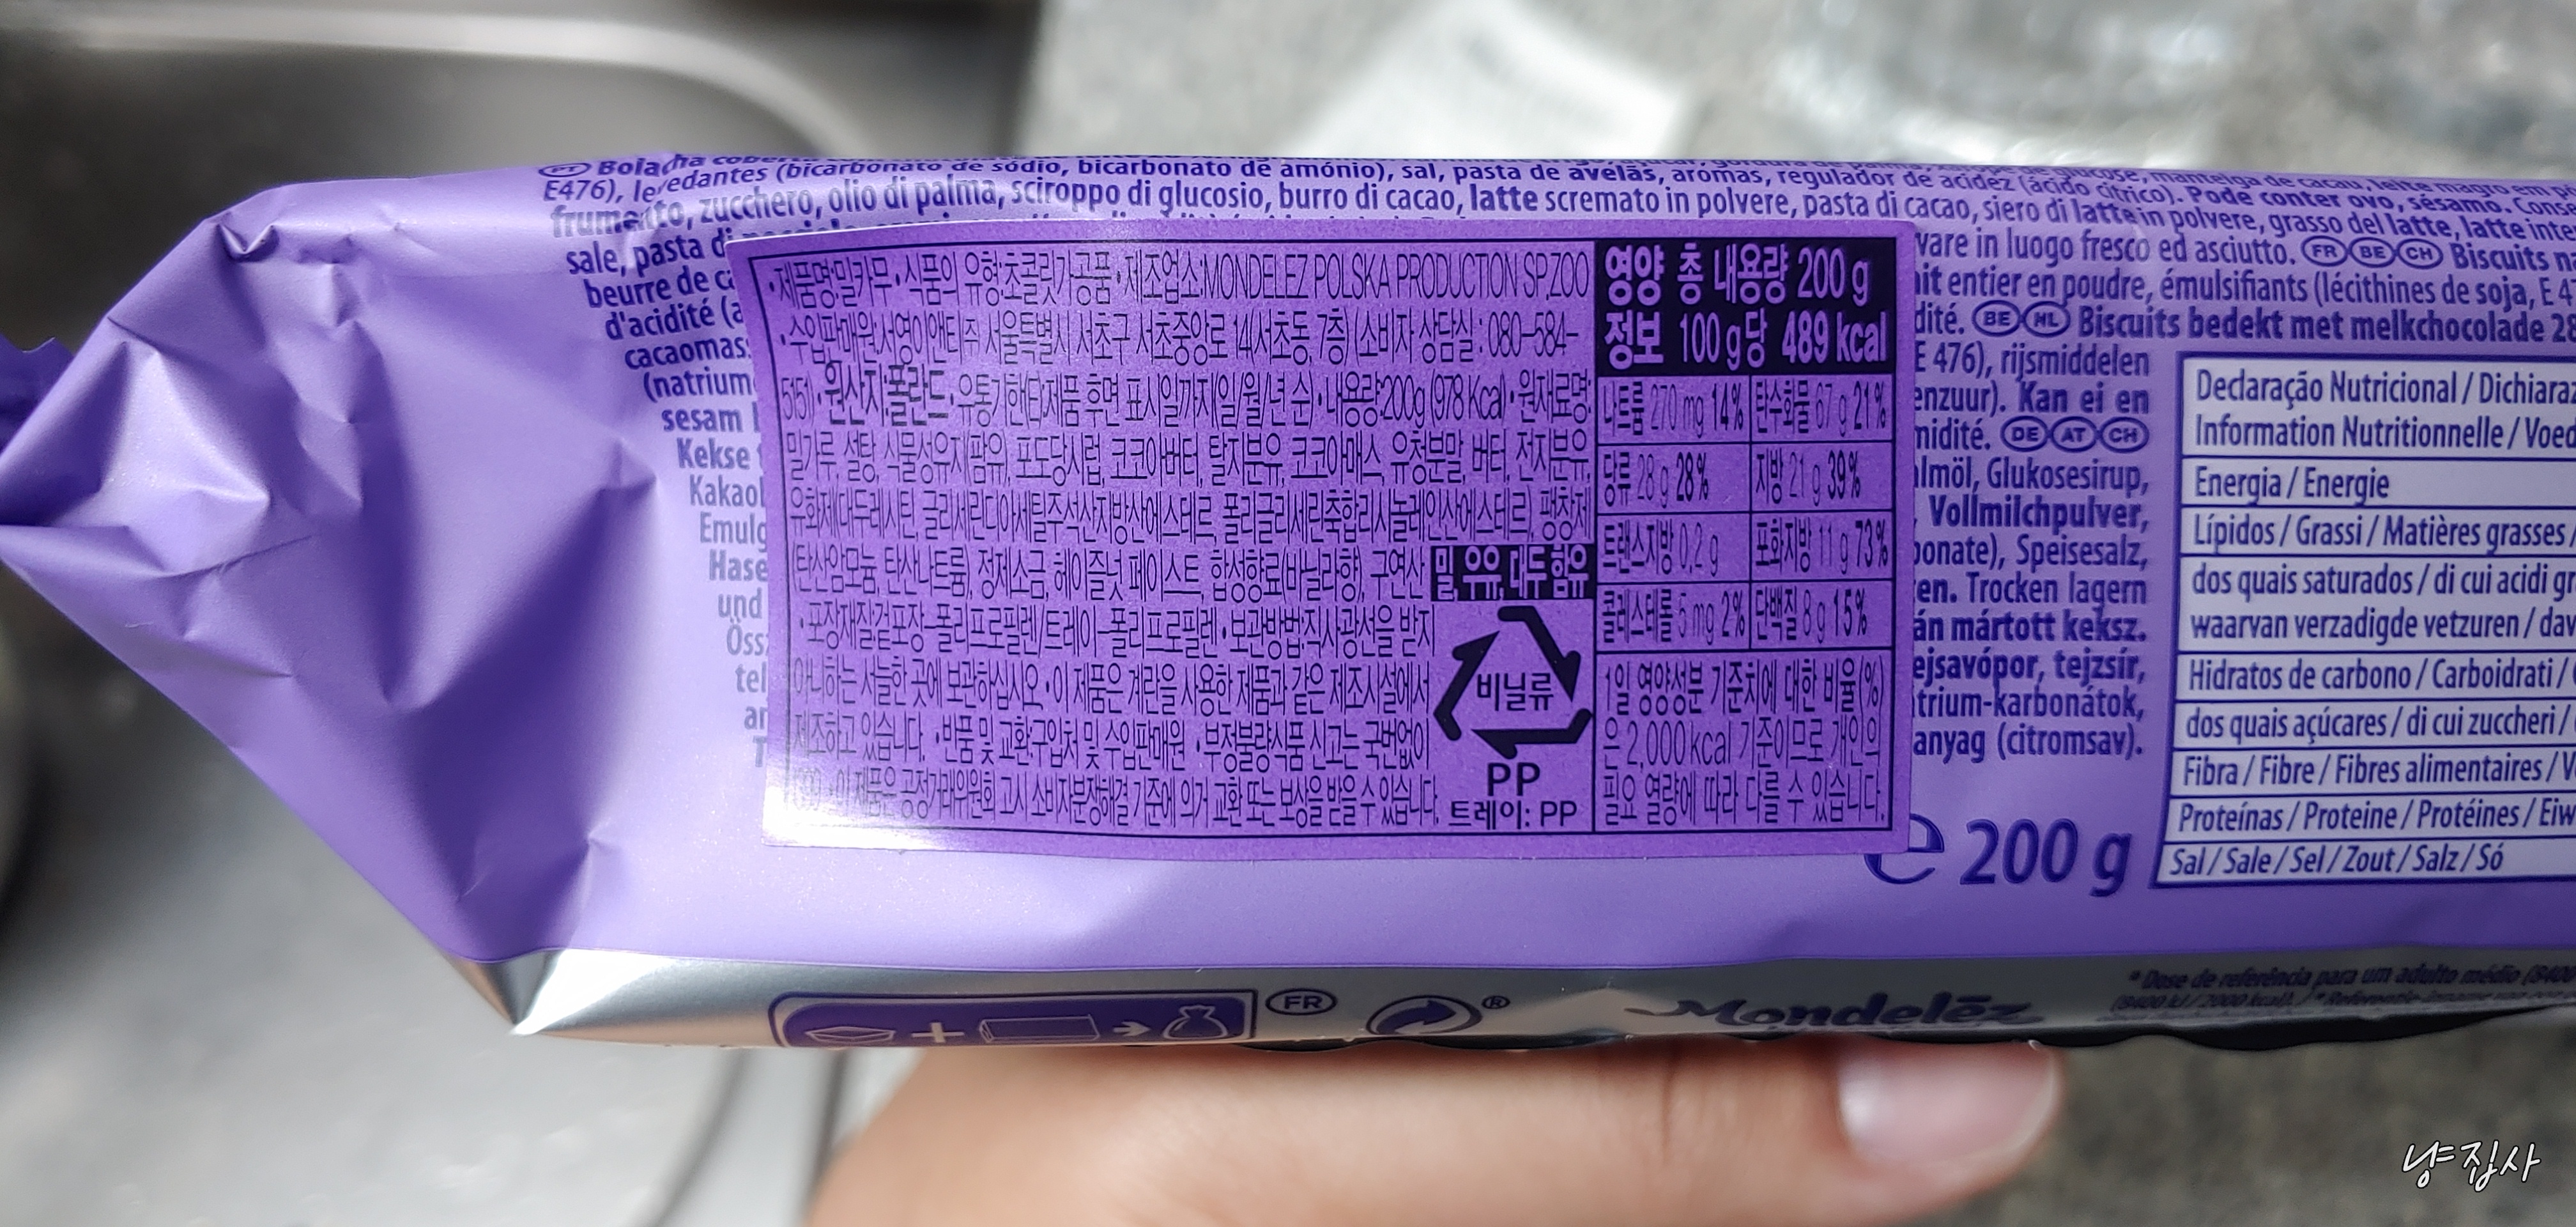 PT Bolacha
E476), levedantes (bicarbonato de sódio, bicarbonato de amónio), sal, pasta de avelãs, aromas, regulador de acidez (ácido cítrico). Pode conter ovo, sésamo.
frumento, zucchero, olio di palma, sciroppo di glucosio, burro di cacao, latte scremato in polvere, pasta di cacao, siero di latte in polvere, grasso del latte, latte
sale, pasta di
vare in luogo fresco ed asciutto. FR BE CH Biscuits
beurre de
ait entier en poudre, émulsifiants (lécithines de soja, E
d'acidité
dité. BE NL Biscuits bedekt met melkchocolade
E 476), rijsmiddelen
(natrium
enzuur). Kan ei en
sesam
midité. DE AT CH
Kekse
lmöl, Glukosesirup,
Kakao
Vollmilchpulver,
Emulg
onate), Speisesalz,
Hase
en. Trocken lagern
und
án mártott keksz.
Össz
ejsavópor, tejzsír,
tel
trium-karbonátok,
anyag (citromsav).
•제품명:밀카무•식품의 유형:초콜릿가공품•제조업소:MONDELEZ POLSKA PRODUCTION SP.ZOO
•수입판매원:서영이앤티㈜ 서울특별시 서초구 서초중앙로 14(서초동, 7층) (소비자 상담실 : 080-584-
5151)•원산지:폴란드•유통기한(EXP):제품 후면 표시일까지(일/월/년 순)•내용량:200g (978 Kcal)•원재료명:
밀가루, 설탕, 식물성유지(팜유), 포도당시럽, 코코아버터, 탈지분유, 코코아매스, 유청분말, 버터, 전지분유,
유화제(대두레시틴, 글리세린디아세틸주석산지방산에스테르, 폴리글리세린축합리시놀레인산에스테르), 팽창제
(탄산암모늄, 탄산나트륨), 정제소금, 헤이즐넛 페이스트, 합성향료(바닐라향), 구연산 밀, 우유, 대두 함유
•포장재질:겉포장-폴리프로필렌/트레이-폴리프로필렌•보관방법:직사광선을 받지
아니하는 서늘한 곳에 보관하십시오•이 제품은 계란을 사용한 제품과 같은 제조시설에서
제조하고 있습니다. •반품 및 교환:구입처 및 수입판매원 •부정불량식품 신고는 국번없이
1399 •이 제품은 공정거래위원회 고시 소비자분쟁해결 기준에 의거 교환 또는 보상을 받을 수 있습니다.
비닐류
PP
트레이: PP
영양 총 내용량 200 g
정보 100 g당 489 kcal
나트륨 270 mg 14% 탄수화물 67 g 21%
당류 28 g 28% 지방 21 g 39%
트랜스지방 0.2 g 포화지방 11 g 73%
콜레스테롤 5 mg 2% 단백질 8 g 15%
1일 영양성분 기준치에 대한 비율(%)
은 2,000 kcal 기준이므로 개인의
필요 열량에 따라 다를 수 있습니다.
e 200 g
Declaração Nutricional /
Information Nutritionnelle /
Energia / Energie
Lípidos / Grassi / Matières grasses /
dos quais saturados / di cui acidi
waarvan verzadigde vetzuren /
Hidratos de carbono / Carboidrati /
dos quais açúcares / di cui zuccheri /
Fibra / Fibre / Fibres alimentaires /
Proteínas / Proteine / Protéines /
Sal / Sale / Sel / Zout / Salz / Só
* Dose de referência para um adulto médio
FR
®
Mondelēz
냥집사